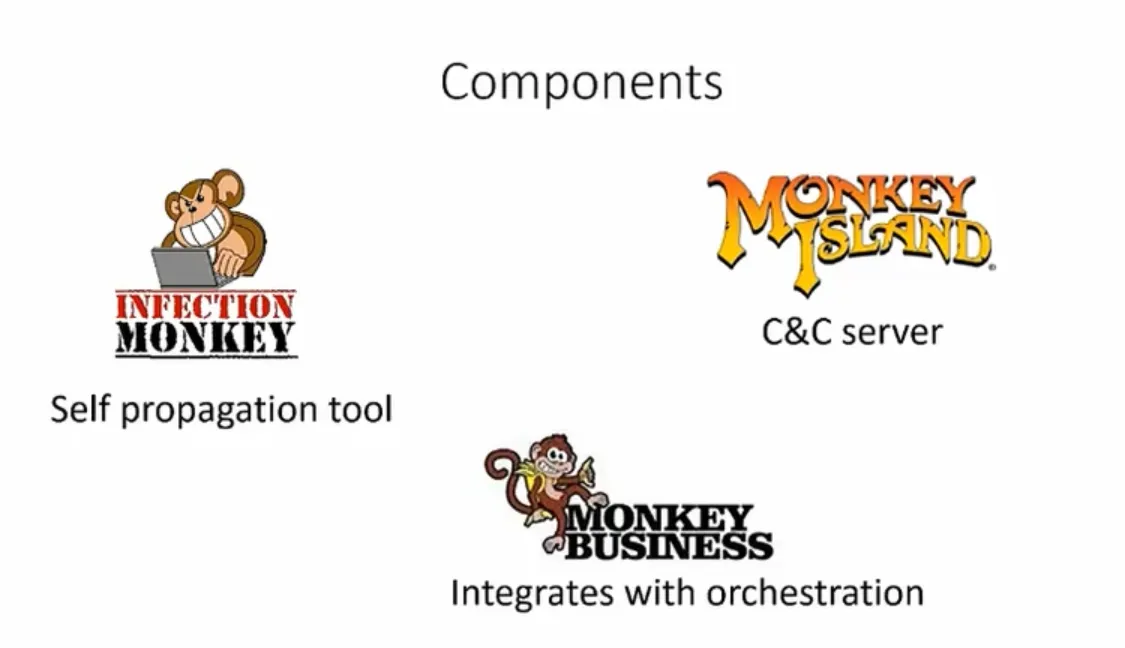 Components
INFECTION
MONKEY
Self propagation tool
MONKEY
ISLAND
C&C server
MONKEY
BUSINESS
Integrates with orchestration